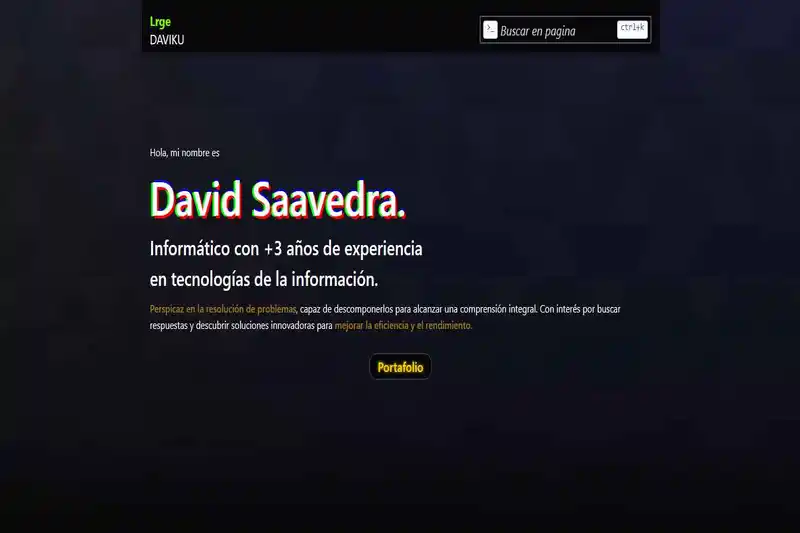 Lrge
DAVIKU
>_ Buscar en pagina ctrl+k
Hola, mi nombre es
David Saavedra.
Informático con +3 años de experiencia
en tecnologías de la información.
Perspicaz en la resolución de problemas, capaz de descomponerlos para alcanzar una comprensión integral. Con interés por buscar
respuestas y descubrir soluciones innovadoras para mejorar la eficiencia y el rendimiento.
Portafolio